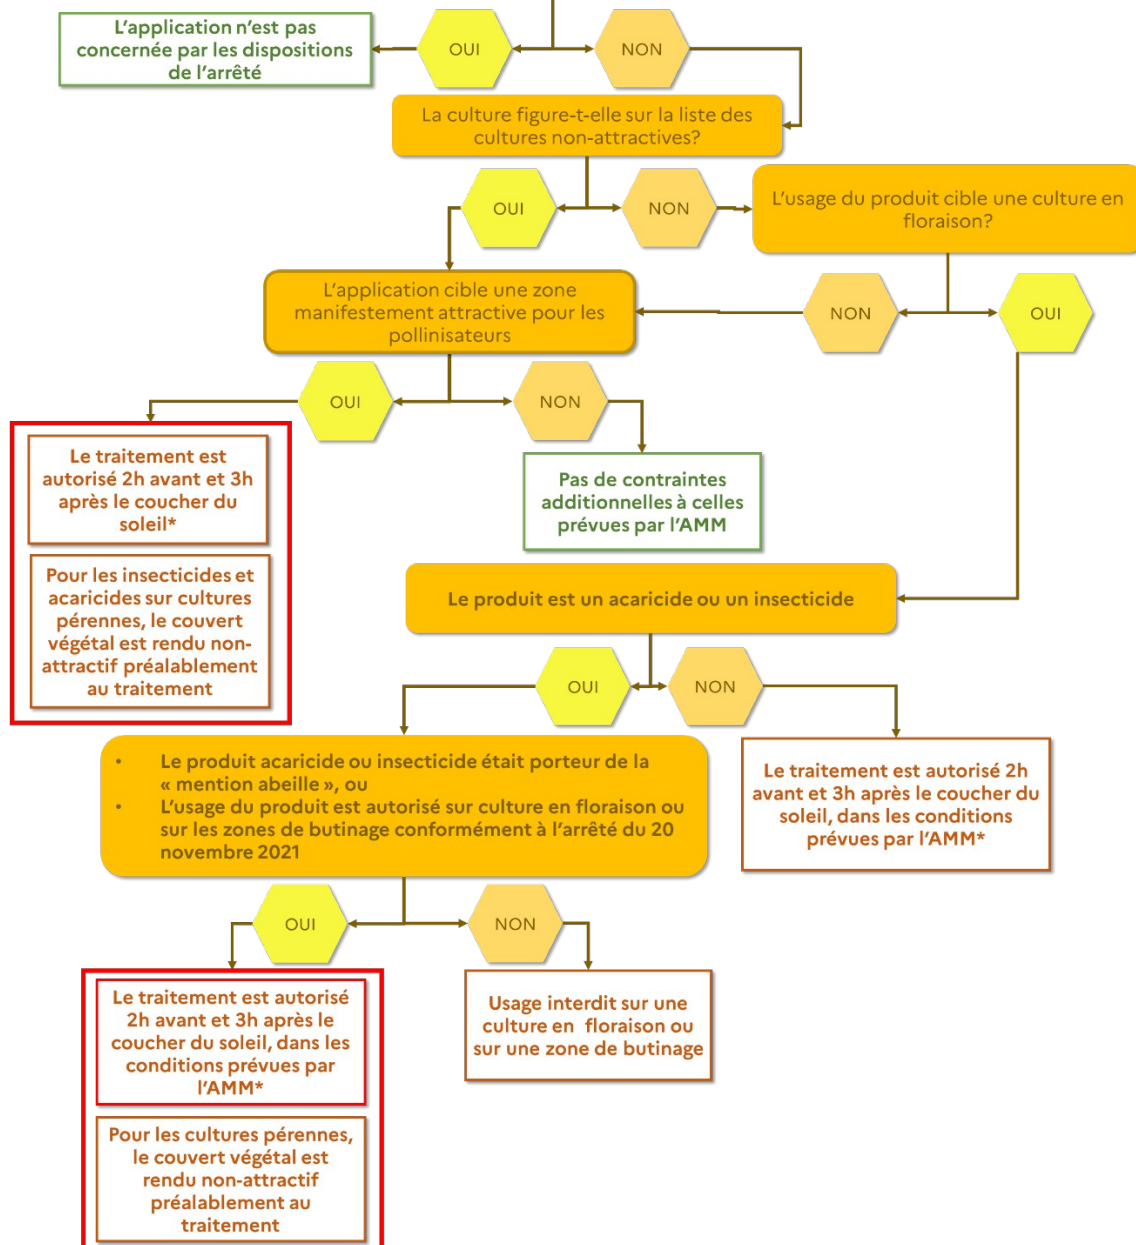 L'application n'est pas
concernée par les dispositions
de l'arrêté
OUI
NON
La culture figure-t-elle sur la liste des
cultures non-attractives?
OUI
NON
L'usage du produit cible une culture en
floraison?
L'application cible une zone
manifestement attractive pour les
pollinisateurs
NON
OUI
OUI
NON
Le traitement est
autorisé 2h avant et 3h
après le coucher du
soleil*
Pas de contraintes
additionnelles à celles
prévues par l'AMM
Pour les insecticides et
acaricides sur cultures
pérennes, le couvert
végétal est rendu non-
attractif préalablement
au traitement
Le produit est un acaricide ou un insecticide
OUI
NON
• Le produit acaricide ou insecticide était porteur de la
« mention abeille », ou
• L'usage du produit est autorisé sur culture en floraison ou
sur les zones de butinage conformément à l'arrêté du 20
novembre 2021
Le traitement est autorisé 2h
avant et 3h après le coucher du
soleil, dans les conditions
prévues par l'AMM*
OUI
NON
Le traitement est autorisé
2h avant et 3h après le
coucher du soleil, dans les
conditions prévues par
l'AMM*
Usage interdit sur une
culture en floraison ou
sur une zone de butinage
Pour les cultures pérennes,
le couvert végétal est
rendu non-attractif
préalablement au
traitement